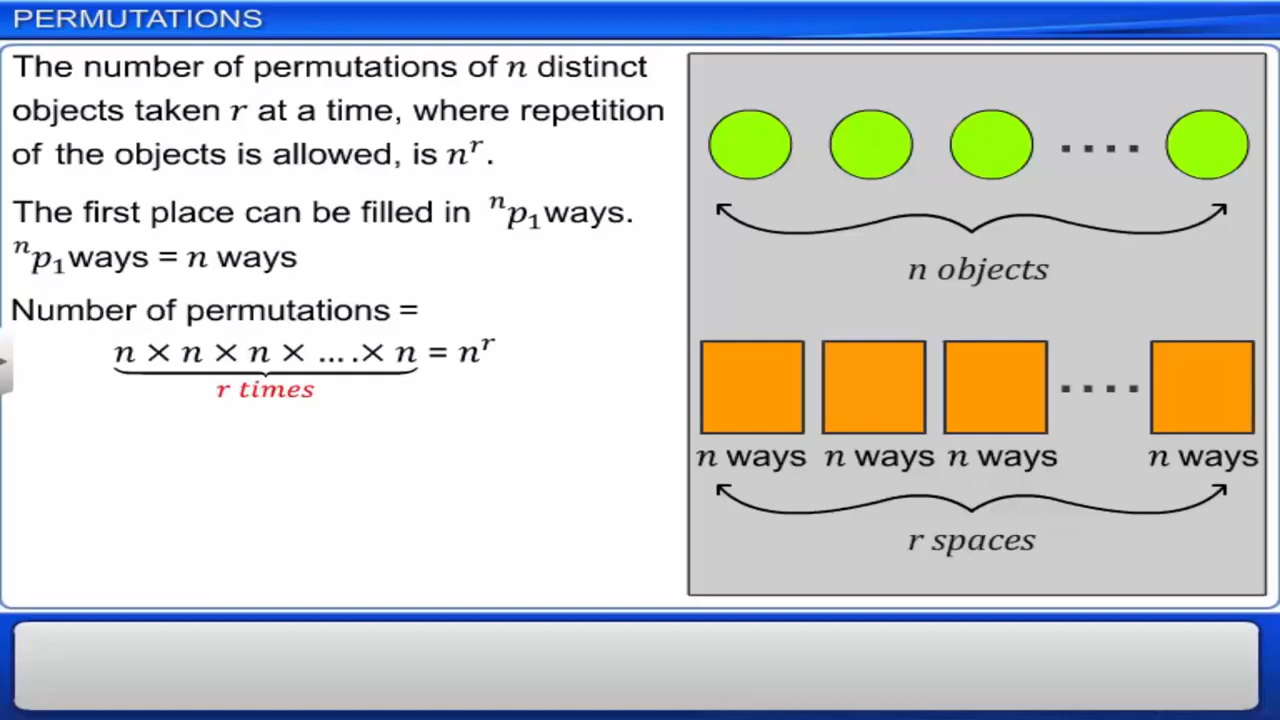 PERMUTATIONS
The number of permutations of n distinct
objects taken r at a time, where repetition
of the objects is allowed, is nʳ.
The first place can be filled in ⁿp₁ ways.
ⁿp₁ ways = n ways
Number of permutations =
n × n × n × ... .× n = nʳ
r times
n objects
n ways n ways n ways n ways
r spaces